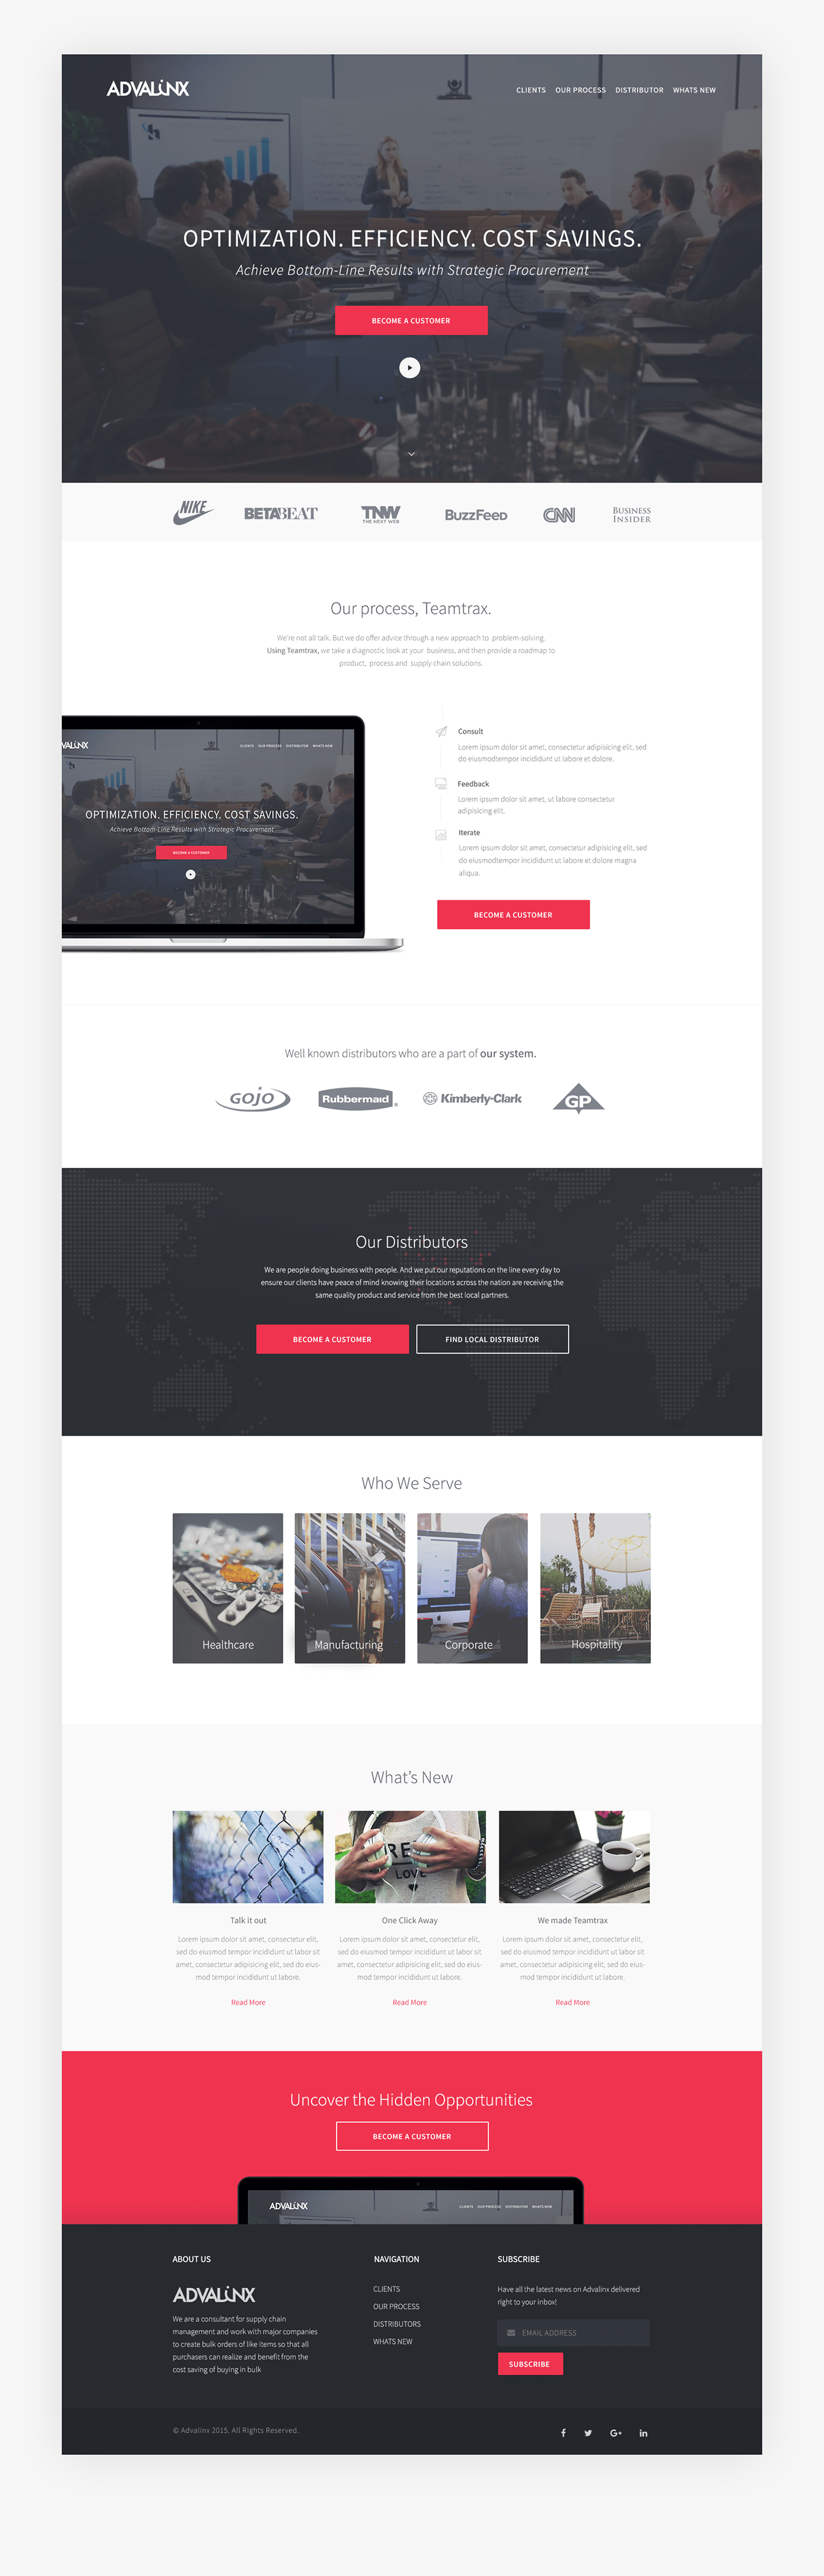 ADVALINX
CLIENTS OUR PROCESS DISTRIBUTOR WHATS NEW
OPTIMIZATION. EFFICIENCY. COST SAVINGS.
Achieve Bottom-Line Results with Strategic Procurement
BECOME A CUSTOMER
NIKE BETABEAT TNW THE NEXT WEB BuzzFeeD CNN BUSINESS INSIDER
Our process, Teamtrax.
We're not all talk. But we do offer advice through a new approach to problem-solving.
Using Teamtrax, we take a diagnostic look at your business, and then provide a roadmap to
product, process and supply chain solutions.
VALINX
CLIENTS OUR PROCESS DISTRIBUTOR WHATS NEW
OPTIMIZATION. EFFICIENCY. COST SAVINGS.
Achieve Bottom-Line Results with Strategic Procurement
BECOME A CUSTOMER
Consult
Lorem ipsum dolor sit amet, consectetur adipisicing elit, sed
do eiusmodtempor incididunt ut labore et dolore.
Feedback
Lorem ipsum dolor sit amet, ut labore consectetur
adipisicing elit,
Iterate
Lorem ipsum dolor sit amet, consectetur adipisicing elit, sed
do eiusmodtempor incididunt ut labore et dolore magna
aliqua.
BECOME A CUSTOMER
Well known distributors who are a part of our system.
GOJO Rubbermaid® Kimberly-Clark GP
Our Distributors
We are people doing business with people. And we put our reputations on the line every day to
ensure our clients have peace of mind knowing their locations across the nation are receiving the
same quality product and service from the best local partners.
BECOME A CUSTOMER FIND LOCAL DISTRIBUTOR
Who We Serve
Healthcare Manufacturing Corporate Hospitality
What's New
RE
LOVE
Talk it out
Lorem ipsum dolor sit amet, consectetur elit,
sed do eiusmod tempor incididunt ut labor sit
amet, consectetur adipisicing elit, sed do eius-
mod tempor incididunt ut labore.
Read More
One Click Away
Lorem ipsum dolor sit amet, consectetur elit,
sed do eiusmod tempor incididunt ut labor sit
amet, consectetur adipisicing elit, sed do eius-
mod tempor incididunt ut labore.
Read More
We made Teamtrax
Lorem ipsum dolor sit amet, consectetur elit,
sed do eiusmod tempor incididunt ut labor sit
amet, consectetur adipisicing elit, sed do eius-
mod tempor incididunt ut labore.
Read More
Uncover the Hidden Opportunities
BECOME A CUSTOMER
ADVALINX
CLIENTS OUR PROCESS DISTRIBUTOR WHATS NEW
ABOUT US
ADVALINX
We are a consultant for supply chain
management and work with major companies
to create bulk orders of like items so that all
purchasers can realize and benefit from the
cost saving of buying in bulk
NAVIGATION
CLIENTS
OUR PROCESS
DISTRIBUTORS
WHATS NEW
SUBSCRIBE
Have all the latest news on Advalinx delivered
right to your inbox!
EMAIL ADDRESS
SUBSCRIBE
© Advalinx 2015. All Rights Reserved.
f G+ in